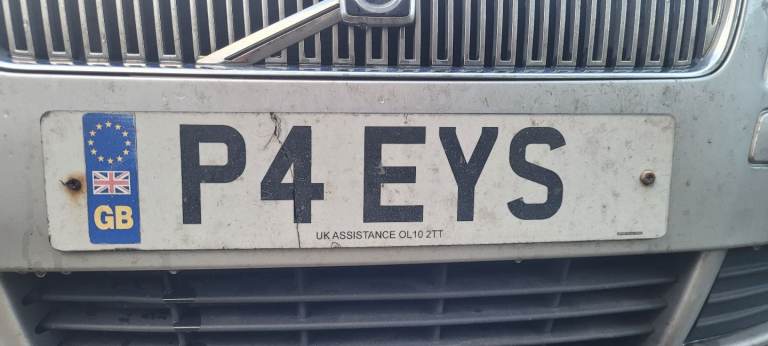 P4 EYS
GB
UK ASSISTANCE OL10 2TT